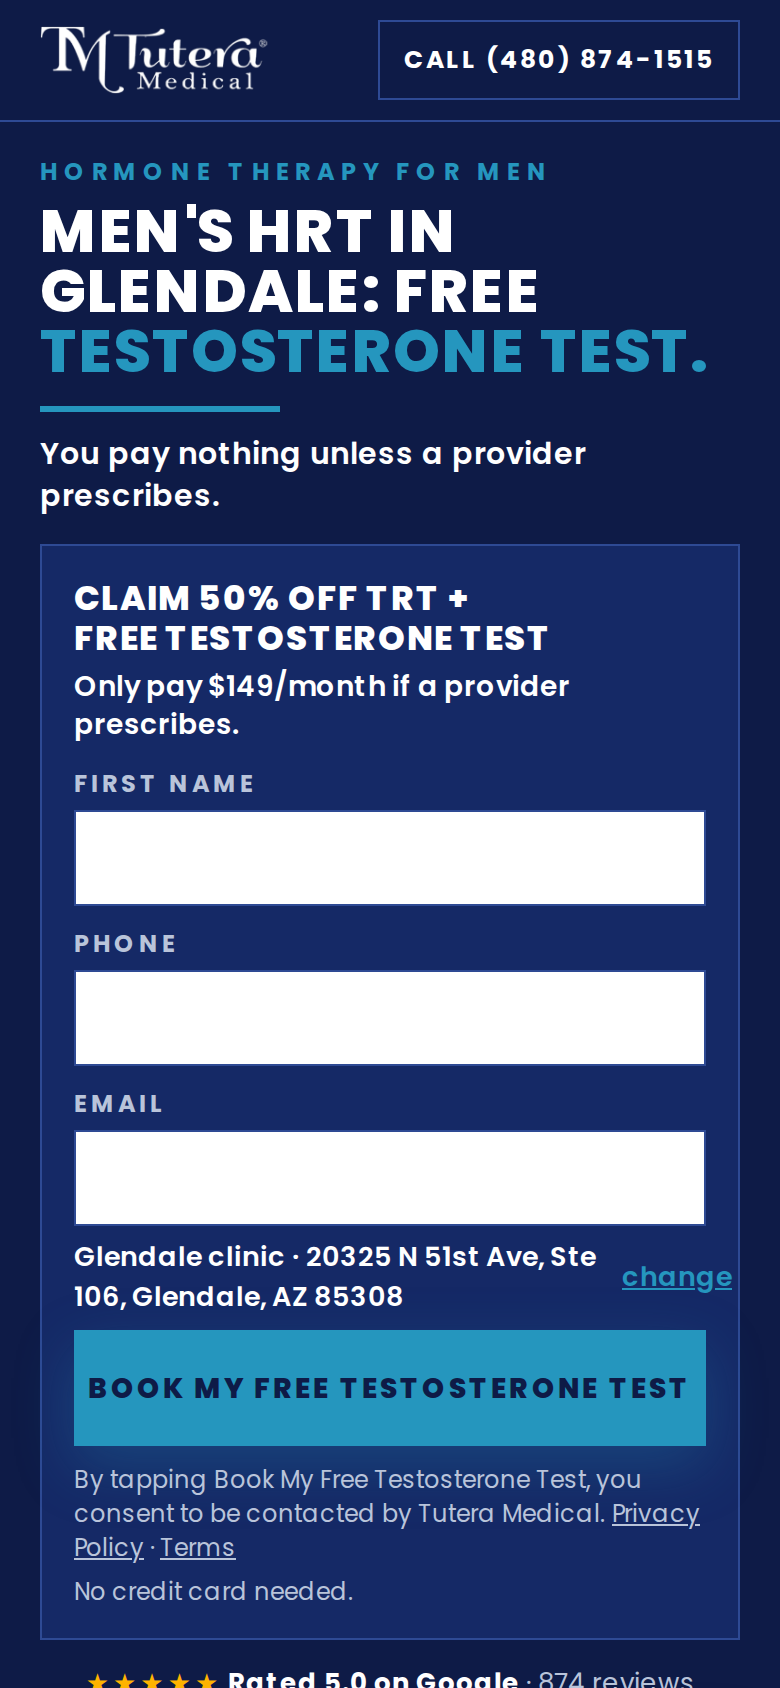 TM Tutera®
Medical
CALL (480) 874-1515
HORMONE THERAPY FOR MEN
MEN'S HRT IN
GLENDALE: FREE
TESTOSTERONE TEST.
You pay nothing unless a provider
prescribes.
CLAIM 50% OFF TRT +
FREE TESTOSTERONE TEST
Only pay $149/month if a provider
prescribes.
FIRST NAME
PHONE
EMAIL
Glendale clinic · 20325 N 51st Ave, Ste
106, Glendale, AZ 85308
change
BOOK MY FREE TESTOSTERONE TEST
By tapping Book My Free Testosterone Test, you
consent to be contacted by Tutera Medical. Privacy
Policy · Terms
No credit card needed.
★★★★★ Rated 5.0 on Google · 874 reviews